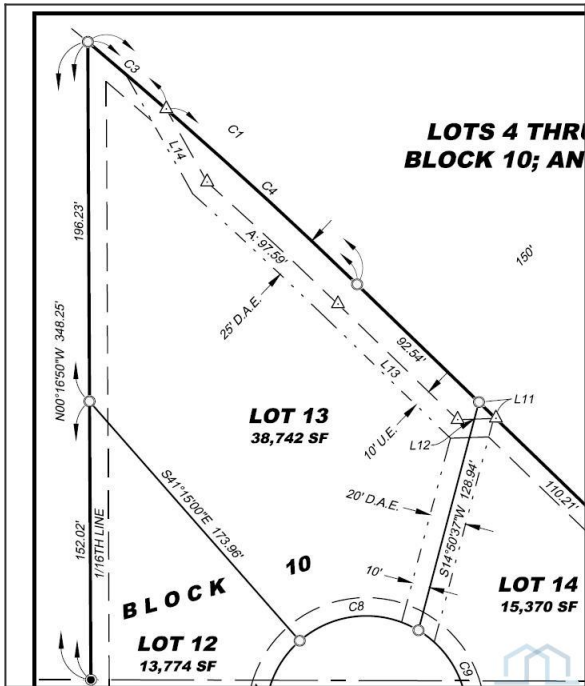 C3
C1
LOTS 4 THRU
BLOCK 10; AN
L14
C4
196.23'
A: 97.59'
150'
25' D.A.E.
N00°16'50"W 348.25'
92.54'
L13
L11
LOT 13
38,742 SF
10' U.E.
L12
S41°15'00"E 173.96'
20' D.A.E.
S14°50'37"W 128.94'
110.21'
152.02'
1/16TH LINE
10
10'
LOT 14
15,370 SF
BLOCK
C8
LOT 12
13,774 SF
C9